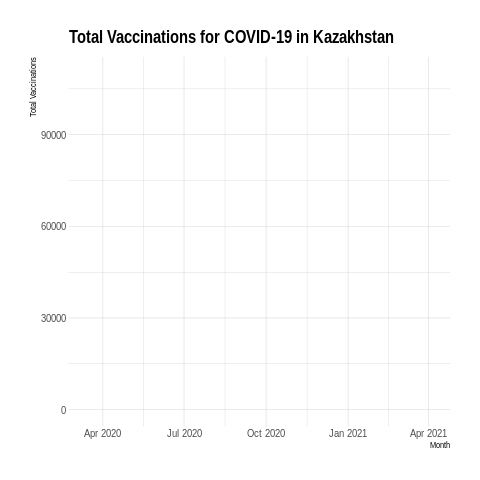 Total Vaccinations for COVID-19 in Kazakhstan
Total Vaccinations
90000
60000
30000
0
Apr 2020 Jul 2020 Oct 2020 Jan 2021 Apr 2021
Month